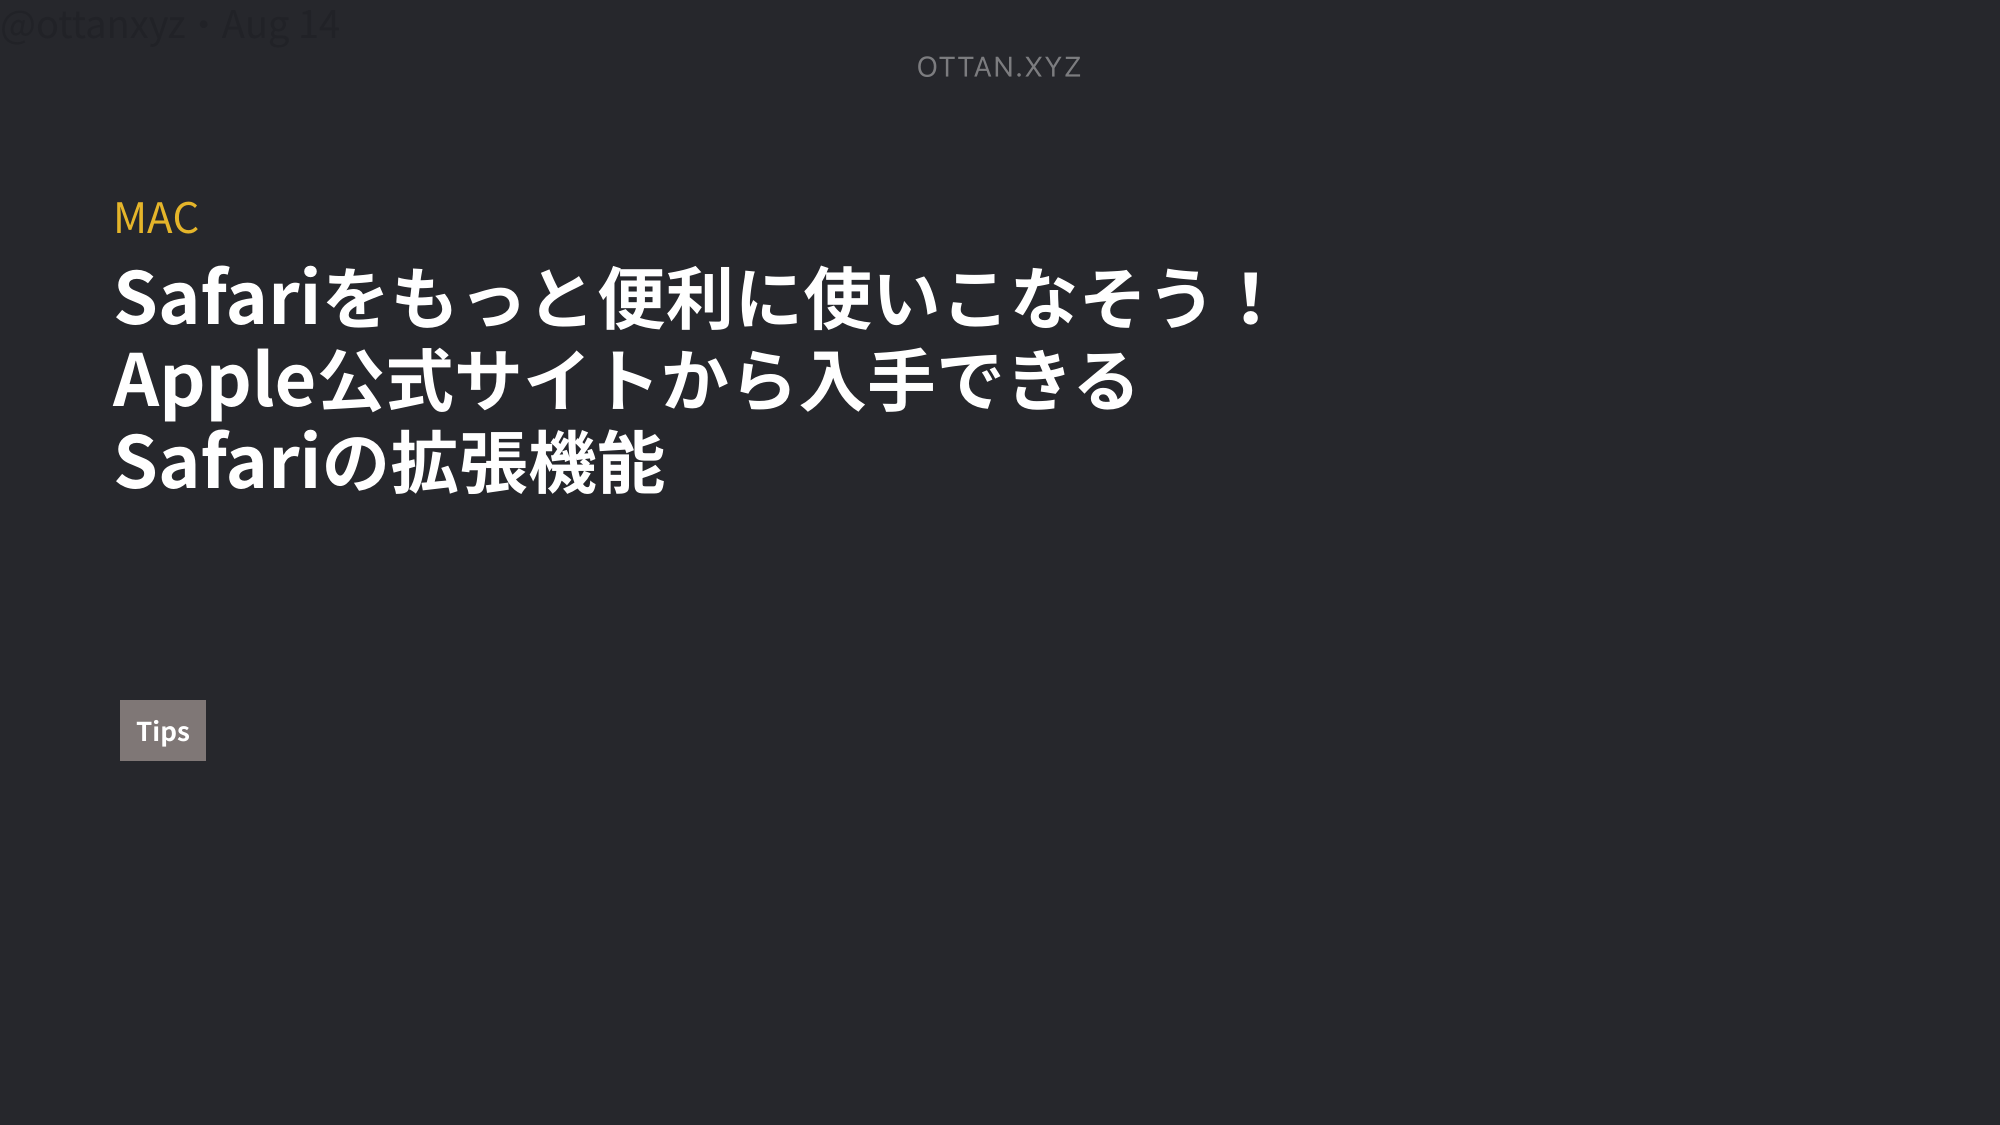 @ottanxyz・Aug 14
OTTAN.XYZ
MAC
Safariをもっと便利に使いこなそう！
Apple公式サイトから入手できる
Safariの拡張機能
Tips